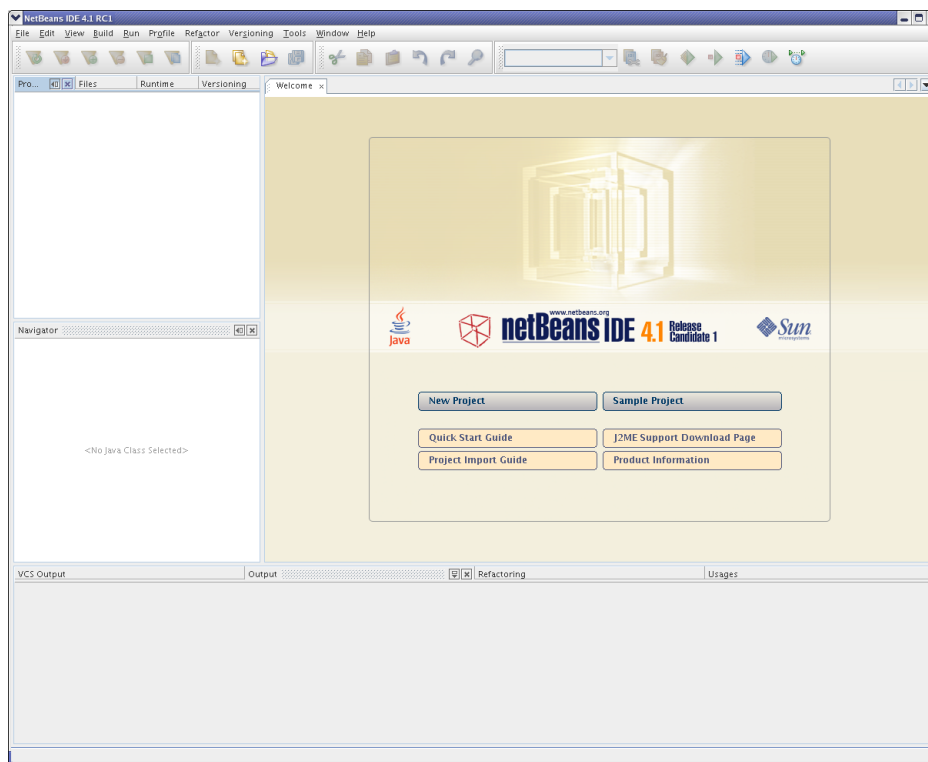 NetBeans IDE 4.1 RC1
File Edit View Build Run Profile Refactor Versioning Tools Window Help
Pro... Files Runtime Versioning
Welcome
Navigator
<No Java Class Selected>
www.netbeans.org
Java
netBeans IDE 4.1 Release Candidate 1
Sun
microsystems
New Project Sample Project
Quick Start Guide J2ME Support Download Page
Project Import Guide Product Information
VCS Output Output Refactoring Usages